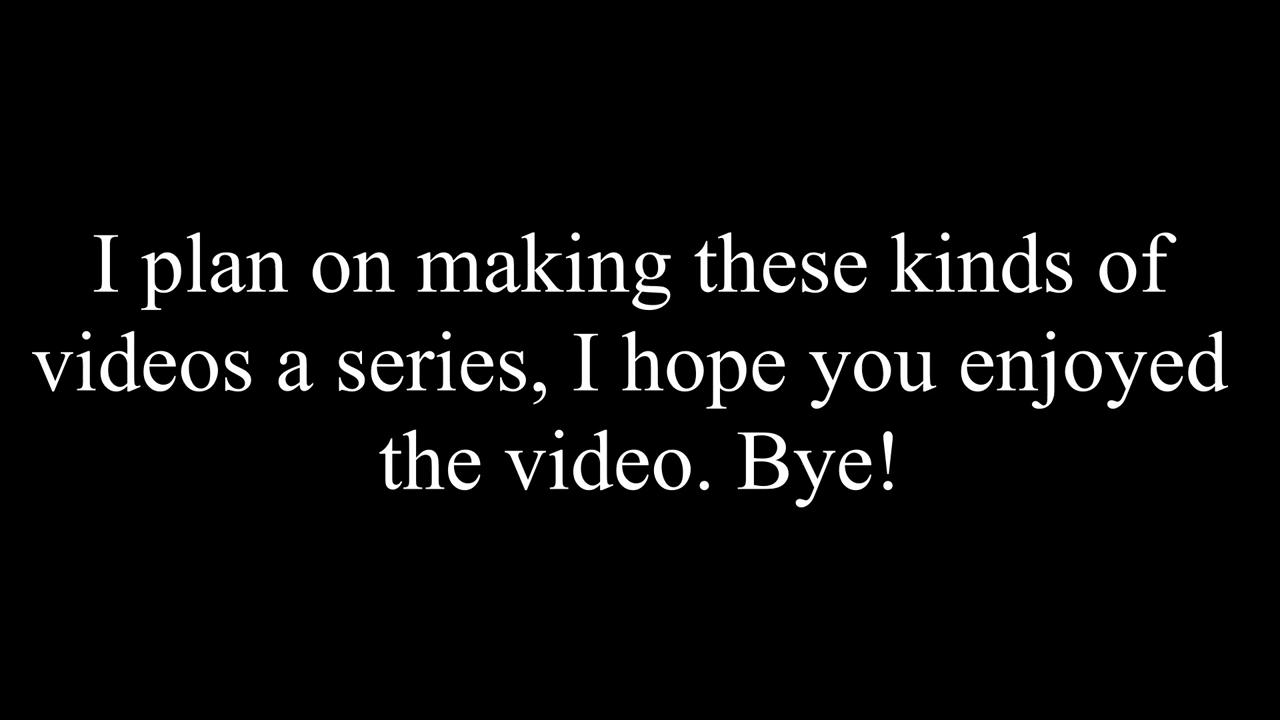 I plan on making these kinds of
videos a series, I hope you enjoyed
the video. Bye!